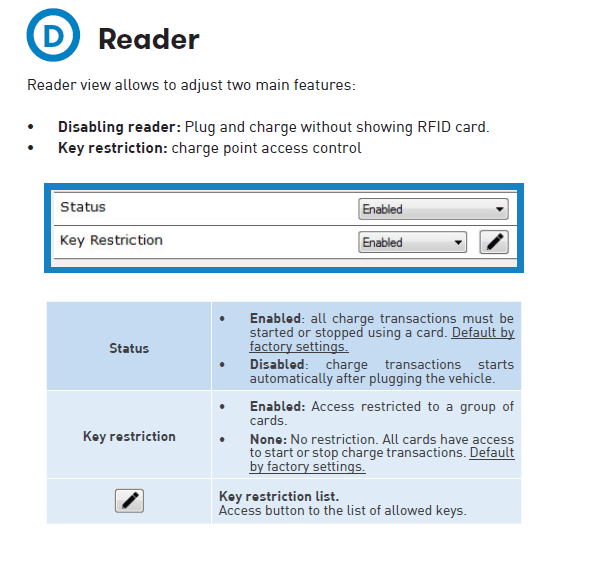 D Reader
Reader view allows to adjust two main features:
• Disabling reader: Plug and charge without showing RFID card.
• Key restriction: charge point access control
Status Enabled
Key Restriction Enabled
Status
• Enabled: all charge transactions must be
started or stopped using a card. Default by
factory settings.
• Disabled: charge transactions starts
automatically after plugging the vehicle.
Key restriction
• Enabled: Access restricted to a group of
cards.
• None: No restriction. All cards have access
to start or stop charge transactions. Default
by factory settings.
Key restriction list.
Access button to the list of allowed keys.